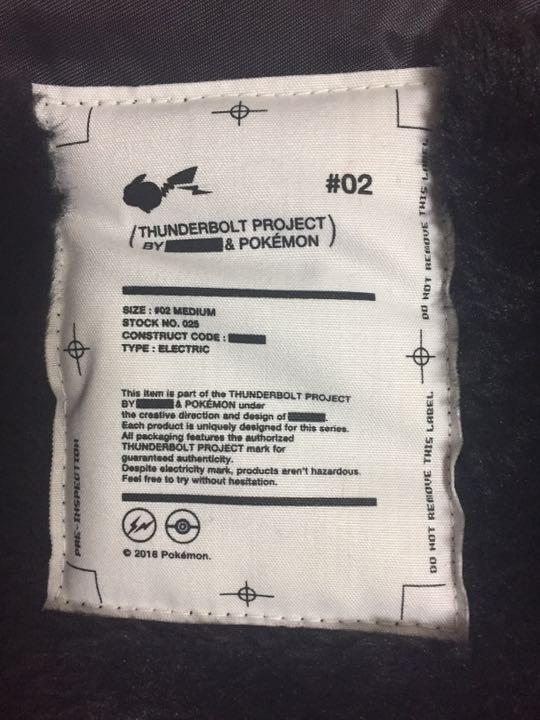 #02
(THUNDERBOLT PROJECT
BY & POKÉMON)
SIZE : #02 MEDIUM
STOCK NO. 025
CONSTRUCT CODE :
TYPE : ELECTRIC
This item is part of the THUNDERBOLT PROJECT
BY & POKÉMON under
the creative direction and design of .
Each product is uniquely designed for this series.
All packaging features the authorized
THUNDERBOLT PROJECT mark for
guaranteed authenticity.
Despite electricity mark, products aren't hazardous.
Feel free to try without hesitation.
© 2018 Pokémon.
PRE-INSPECTION
DO NOT REMOVE THIS LABEL
DO NOT REMOVE THIS LABEL